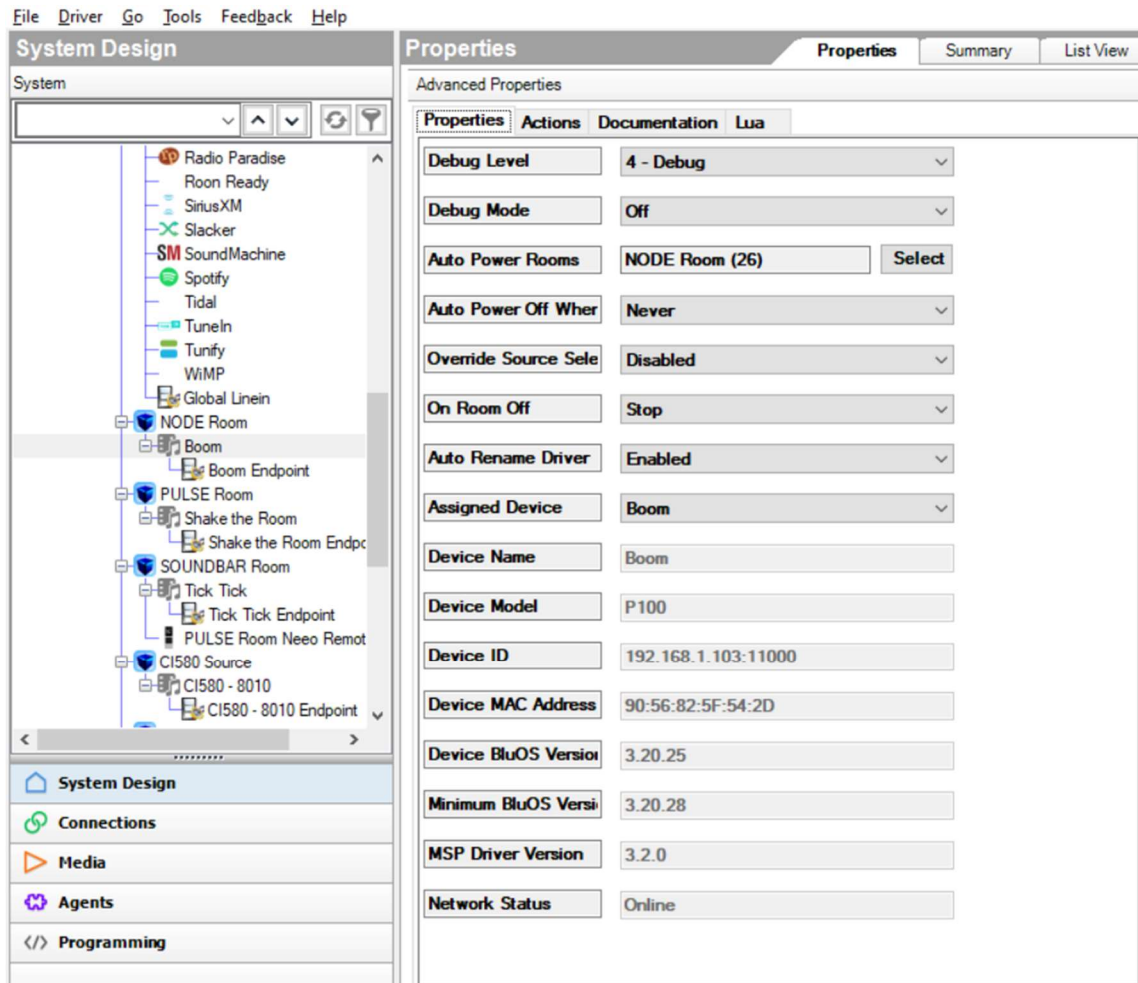 File Driver Go Tools Feedback Help
System Design
System
Radio Paradise
Roon Ready
SiriusXM
Slacker
SM SoundMachine
Spotify
Tidal
TuneIn
Tunify
WiMP
Global Linein
NODE Room
Boom
Boom Endpoint
PULSE Room
Shake the Room
Shake the Room Endpc
SOUNDBAR Room
Tick Tick
Tick Tick Endpoint
PULSE Room Neeo Remot
CI580 Source
CI580 - 8010
CI580 - 8010 Endpoint
System Design
Connections
Media
Agents
Programming
Properties Properties Summary List View
Advanced Properties
Properties Actions Documentation Lua
Debug Level 4 - Debug
Debug Mode Off
Auto Power Rooms NODE Room (26) Select
Auto Power Off Wher Never
Override Source Sele Disabled
On Room Off Stop
Auto Rename Driver Enabled
Assigned Device Boom
Device Name Boom
Device Model P100
Device ID 192.168.1.103:11000
Device MAC Address 90:56:82:5F:54:2D
Device BluOS Version 3.20.25
Minimum BluOS Versi 3.20.28
MSP Driver Version 3.2.0
Network Status Online